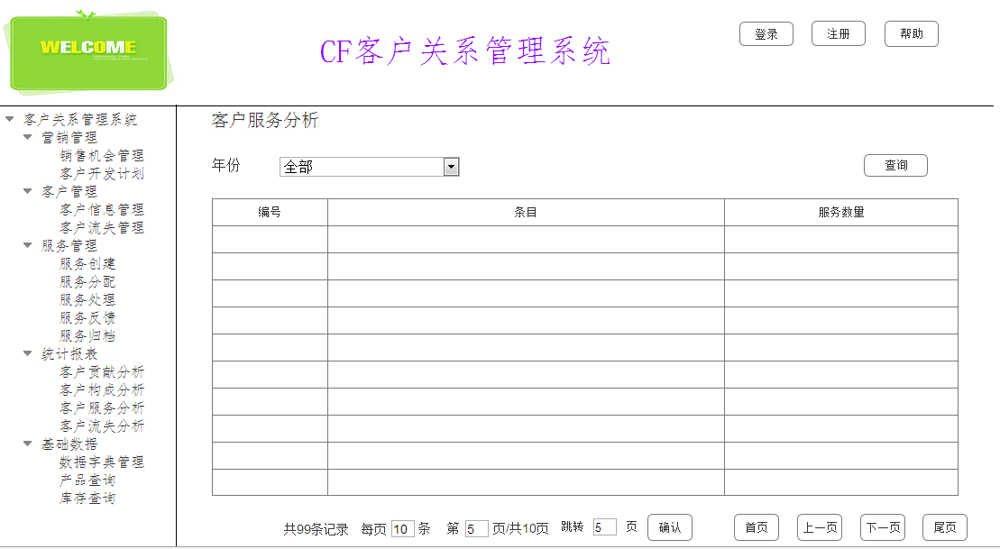 WELCOME
CF客户关系管理系统
登录 注册 帮助
客户关系管理系统
营销管理
销售机会管理
客户开发计划
客户管理
客户信息管理
客户流失管理
服务管理
服务创建
服务分配
服务处理
服务反馈
服务归档
统计报表
客户贡献分析
客户构成分析
客户服务分析
客户流失分析
基础数据
数据字典管理
产品查询
库存查询
客户服务分析
年份 全部 查询
编号 条目 服务数量
共99条记录 每页 10 条 第 5 页/共10页 跳转 5 页 确认 首页 上一页 下一页 尾页